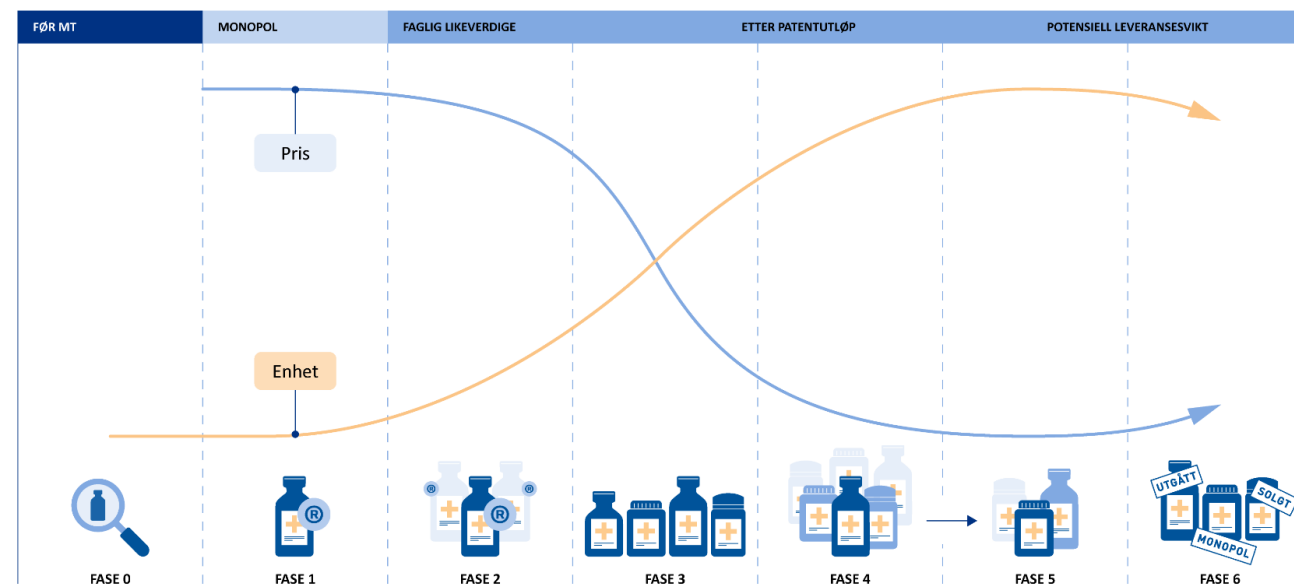 FØR MT
MONOPOL
FAGLIG LIKEVERDIGE
ETTER PATENTUTLØP
POTENSIELL LEVERANSESVIKT
Pris
Enhet
®
®
®
®
UTGÅTT
SOLGT
MONOPOL
FASE 0
FASE 1
FASE 2
FASE 3
FASE 4
FASE 5
FASE 6